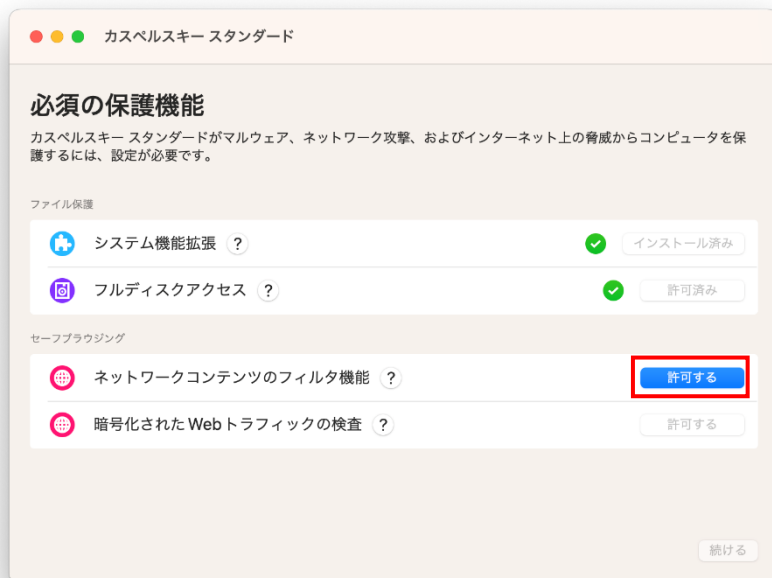 カスペルスキー スタンダード
必須の保護機能
カスペルスキー スタンダードがマルウェア、ネットワーク攻撃、およびインターネット上の脅威からコンピュータを保
護するには、設定が必要です。
ファイル保護
システム機能拡張 ? インストール済み
フルディスクアクセス ? 許可済み
セーフブラウジング
ネットワークコンテンツのフィルタ機能 ? 許可する
暗号化されたWebトラフィックの検査 ? 許可する
続ける